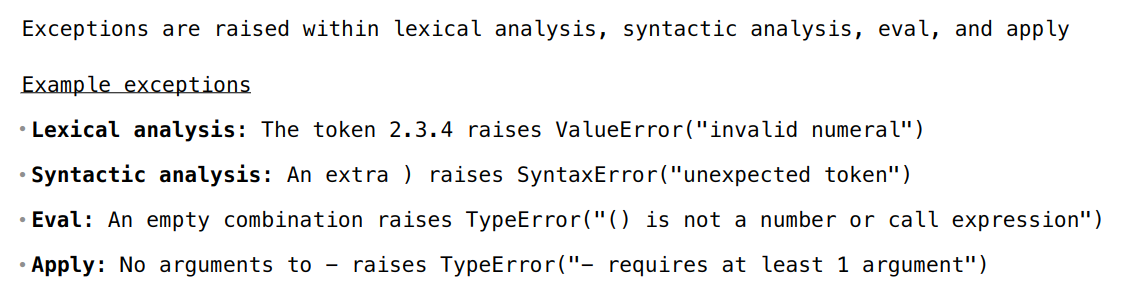 Exceptions are raised within lexical analysis, syntactic analysis, eval, and apply
Example exceptions
•Lexical analysis: The token 2.3.4 raises ValueError("invalid numeral")
•Syntactic analysis: An extra ) raises SyntaxError("unexpected token")
•Eval: An empty combination raises TypeError("() is not a number or call expression")
•Apply: No arguments to - raises TypeError("- requires at least 1 argument")